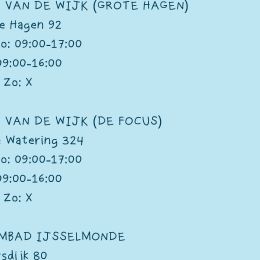 VAN DE WIJK (GROTE HAGEN)
e Hagen 92
o: 09:00-17:00
09:00-16:00
Zo: X
VAN DE WIJK (DE FOCUS)
Watering 324
o: 09:00-17:00
09:00-16:00
Zo: X
MBAD IJSSELMONDE
sdijk 80